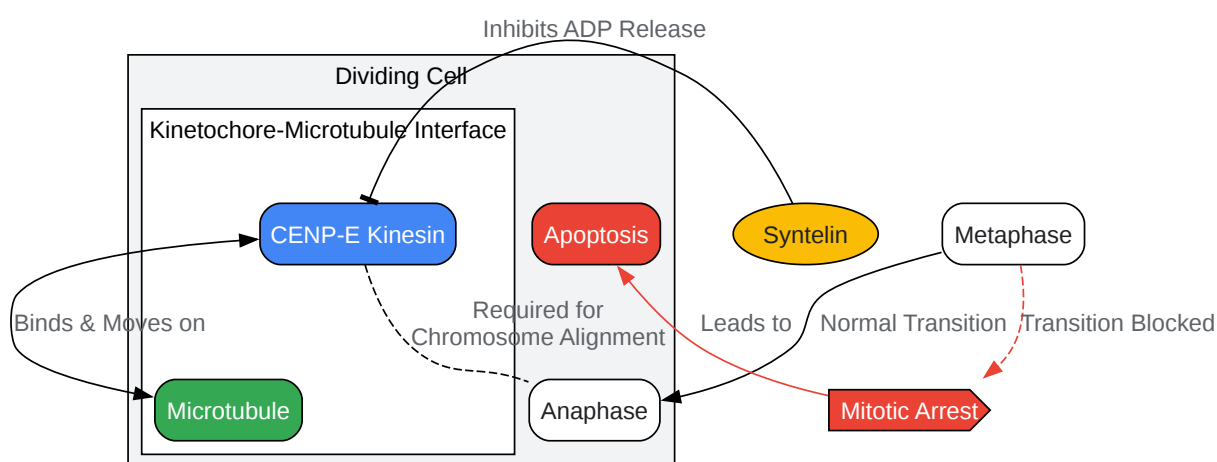 Inhibits ADP Release
Dividing Cell
Kinetochore-Microtubule Interface
CENP-E Kinesin
Apoptosis
Syntelin
Metaphase
Binds & Moves on
Required for
Chromosome Alignment
Leads to
Normal Transition
Transition Blocked
Microtubule
Anaphase
Mitotic Arrest